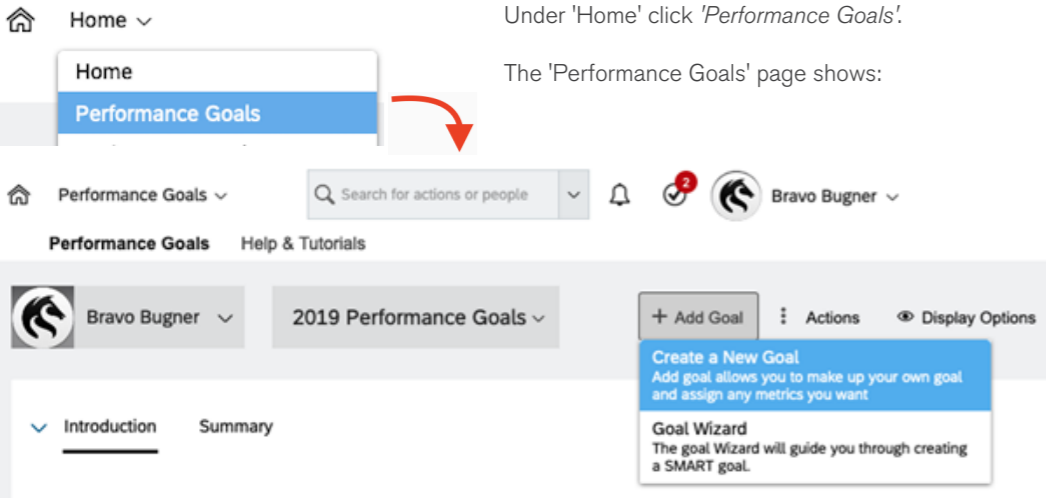 Home
Under 'Home' click 'Performance Goals'.
Home
The 'Performance Goals' page shows:
Performance Goals
Performance Goals
Search for actions or people
2
Bravo Bugner
Performance Goals Help & Tutorials
Bravo Bugner
2019 Performance Goals
+ Add Goal
Actions
Display Options
Create a New Goal
Add goal allows you to make up your own goal
and assign any metrics you want
Introduction Summary
Goal Wizard
The goal Wizard will guide you through creating
a SMART goal.